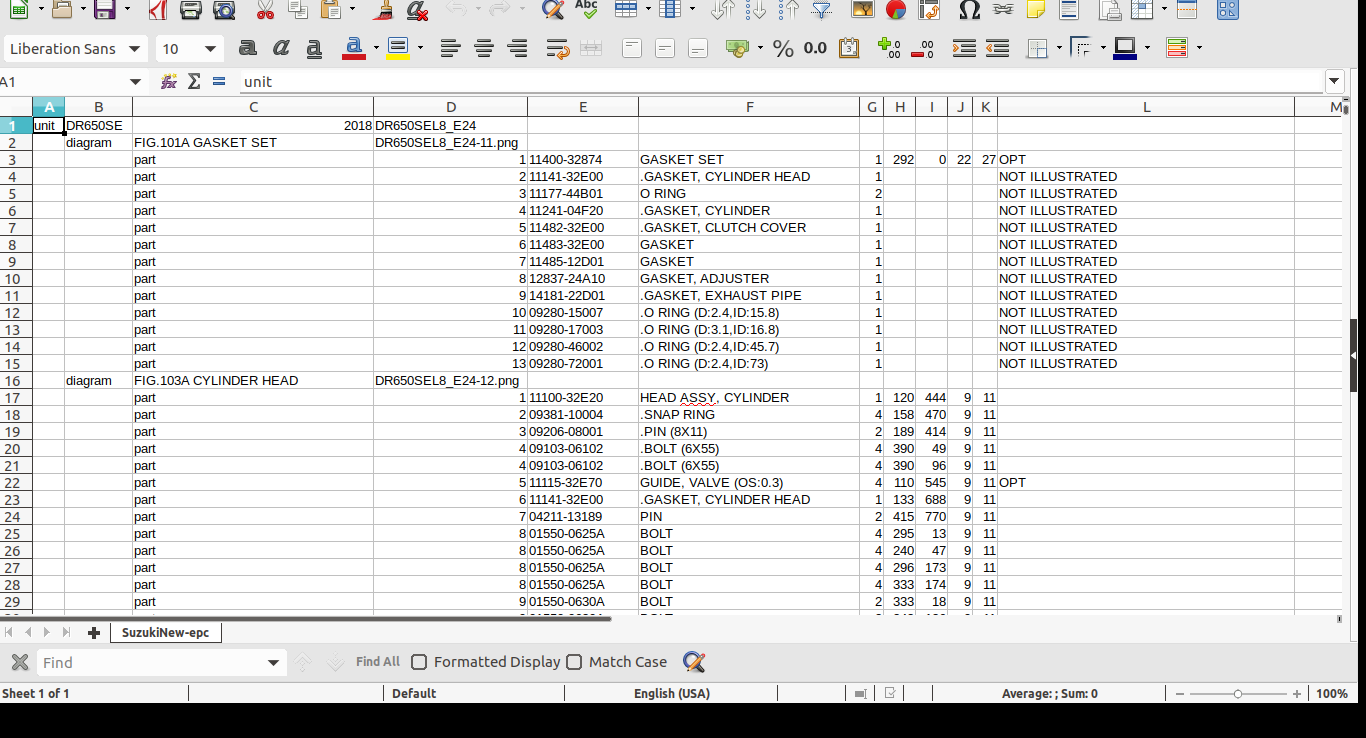 Abc
Liberation Sans 10 a a a a % 0.0 .00 .00
A1 Σ = unit
A B C D E F G H I J K L M
1 unit DR650SE 2018 DR650SEL8_E24
2 diagram FIG.101A GASKET SET DR650SEL8_E24-11.png
3 part 1 11400-32874 GASKET SET 1 292 0 22 27 OPT
4 part 2 11141-32E00 .GASKET, CYLINDER HEAD 1 NOT ILLUSTRATED
5 part 3 11177-44B01 O RING 2 NOT ILLUSTRATED
6 part 4 11241-04F20 .GASKET, CYLINDER 1 NOT ILLUSTRATED
7 part 5 11482-32E00 .GASKET, CLUTCH COVER 1 NOT ILLUSTRATED
8 part 6 11483-32E00 GASKET 1 NOT ILLUSTRATED
9 part 7 11485-12D01 GASKET 1 NOT ILLUSTRATED
10 part 8 12837-24A10 GASKET, ADJUSTER 1 NOT ILLUSTRATED
11 part 9 14181-22D01 .GASKET, EXHAUST PIPE 1 NOT ILLUSTRATED
12 part 10 09280-15007 .O RING (D:2.4,ID:15.8) 1 NOT ILLUSTRATED
13 part 11 09280-17003 .O RING (D:3.1,ID:16.8) 1 NOT ILLUSTRATED
14 part 12 09280-46002 .O RING (D:2.4,ID:45.7) 1 NOT ILLUSTRATED
15 part 13 09280-72001 .O RING (D:2.4,ID:73) 1 NOT ILLUSTRATED
16 diagram FIG.103A CYLINDER HEAD DR650SEL8_E24-12.png
17 part 1 11100-32E20 HEAD ASSY, CYLINDER 1 120 444 9 11
18 part 2 09381-10004 .SNAP RING 4 158 470 9 11
19 part 3 09206-08001 .PIN (8X11) 2 189 414 9 11
20 part 4 09103-06102 .BOLT (6X55) 4 390 49 9 11
21 part 4 09103-06102 .BOLT (6X55) 4 390 96 9 11
22 part 5 11115-32E70 GUIDE, VALVE (OS:0.3) 4 110 545 9 11 OPT
23 part 6 11141-32E00 .GASKET, CYLINDER HEAD 1 133 688 9 11
24 part 7 04211-13189 PIN 2 415 770 9 11
25 part 8 01550-0625A BOLT 4 295 13 9 11
26 part 8 01550-0625A BOLT 4 240 47 9 11
27 part 8 01550-0625A BOLT 4 296 173 9 11
28 part 8 01550-0625A BOLT 4 333 174 9 11
29 part 9 01550-0630A BOLT 2 333 18 9 11
SuzukiNew-epc
Find Find All Formatted Display Match Case
Sheet 1 of 1 Default English (USA) Average: ; Sum: 0 100%